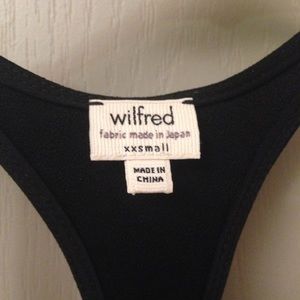 wilfred
fabric made in Japan
xxsmall
MADE IN
CHINA